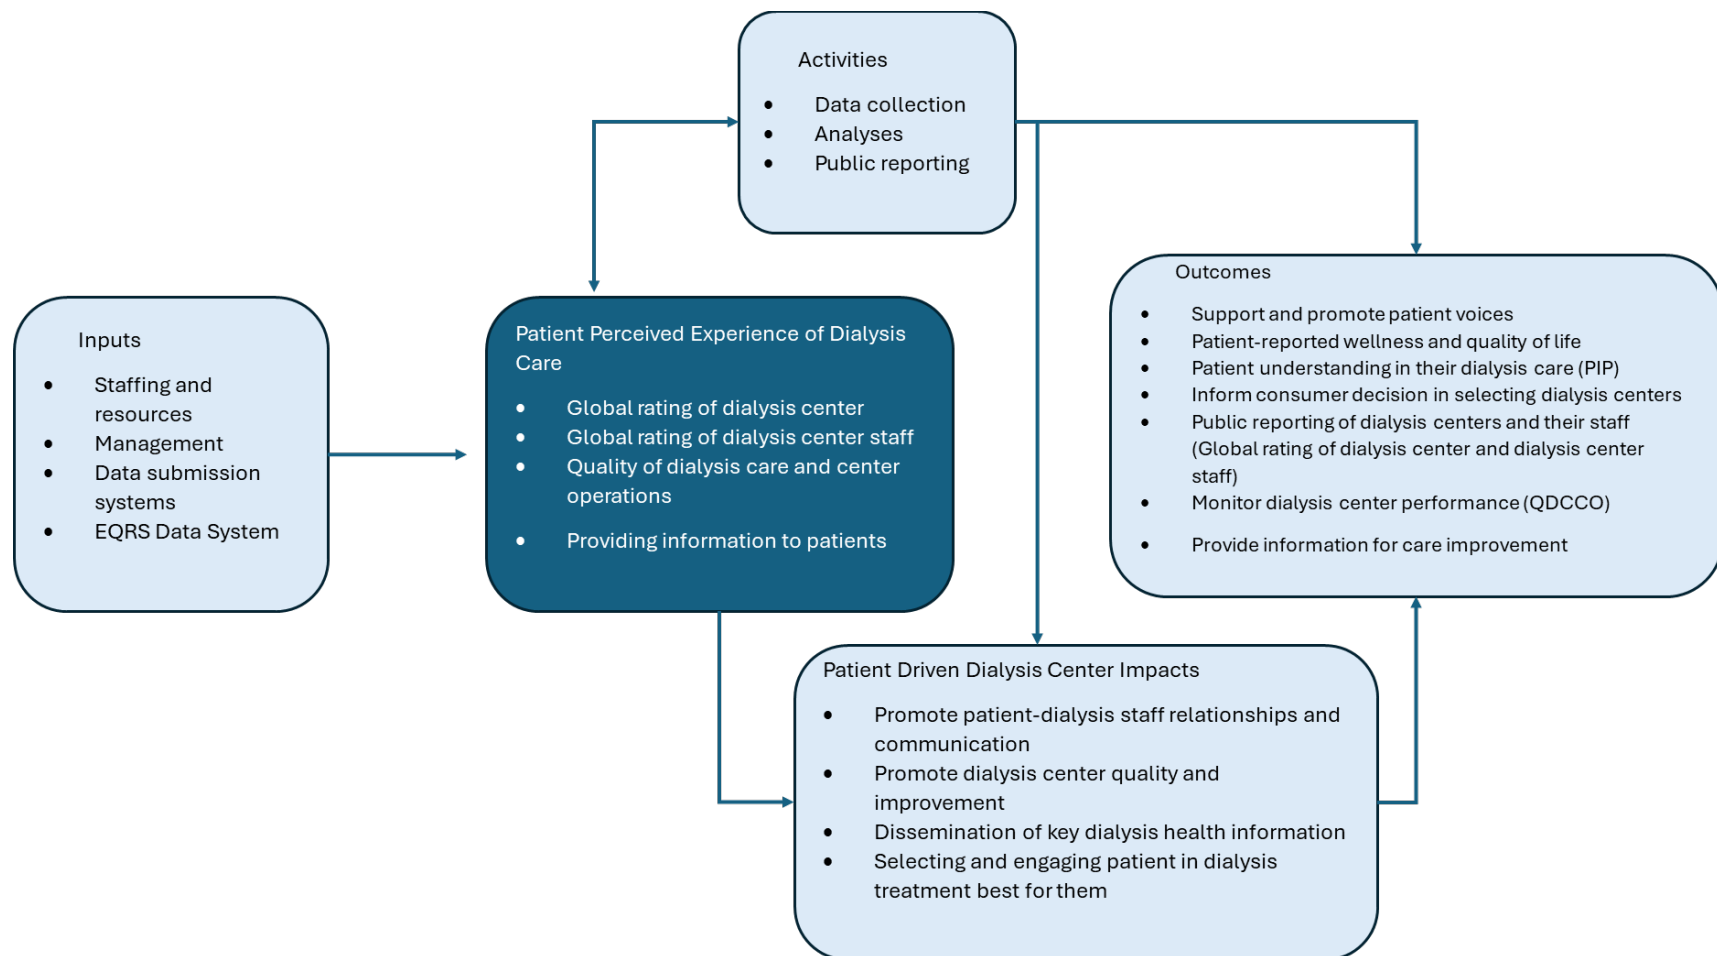 Activities
• Data collection
• Analyses
• Public reporting
Inputs
• Staffing and
resources
• Management
• Data submission
systems
• EQRS Data System
Patient Perceived Experience of Dialysis
Care
• Global rating of dialysis center
• Global rating of dialysis center staff
• Quality of dialysis care and center
operations
• Providing information to patients
Outcomes
• Support and promote patient voices
• Patient-reported wellness and quality of life
• Patient understanding in their dialysis care (PIP)
• Inform consumer decision in selecting dialysis centers
• Public reporting of dialysis centers and their staff
(Global rating of dialysis center and dialysis center
staff)
• Monitor dialysis center performance (QDCCO)
• Provide information for care improvement
Patient Driven Dialysis Center Impacts
• Promote patient-dialysis staff relationships and
communication
• Promote dialysis center quality and
improvement
• Dissemination of key dialysis health information
• Selecting and engaging patient in dialysis
treatment best for them